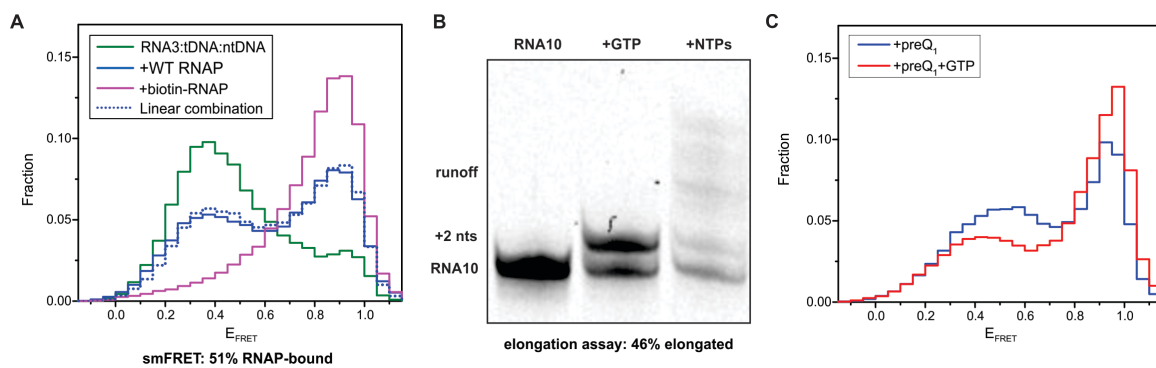 A
Fraction
0.15
0.10
0.05
0.00
RNA3:tDNA:ntDNA
+WT RNAP
+biotin-RNAP
Linear combination
0.0 0.2 0.4 0.6 0.8 1.0
E_FRET
smFRET: 51% RNAP-bound
B
RNA10 +GTP +NTPs
runoff
+2 nts
RNA10
elongation assay: 46% elongated
C
Fraction
0.15
0.10
0.05
0.00
+preQ₁
+preQ₁+GTP
0.0 0.2 0.4 0.6 0.8 1.0
E_FRET